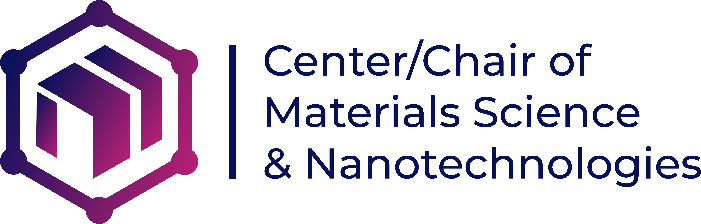 Center/Chair of
Materials Science
& Nanotechnologies